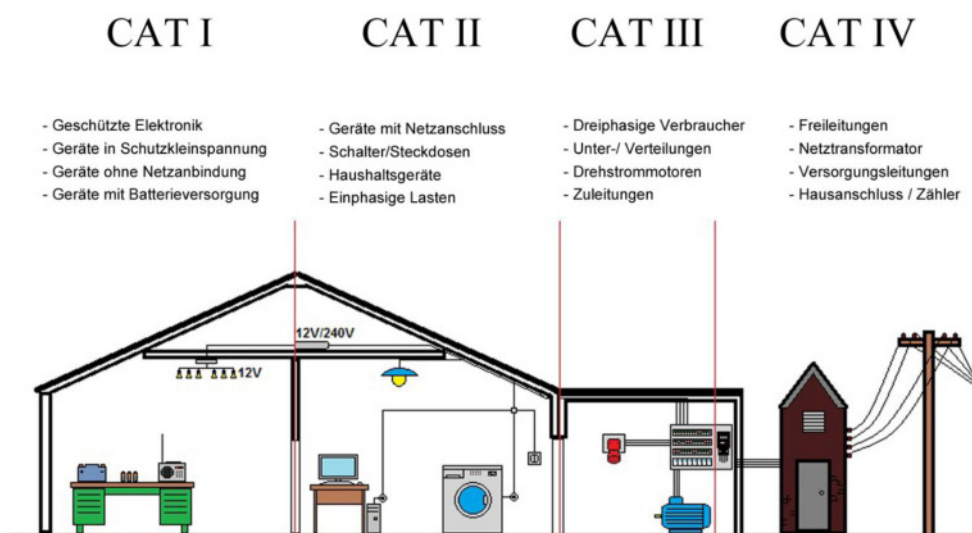 CAT I
CAT II
CAT III
CAT IV
- Geschützte Elektronik
- Geräte in Schutzkleinspannung
- Geräte ohne Netzanbindung
- Geräte mit Batterieversorgung
- Geräte mit Netzanschluss
- Schalter/Steckdosen
- Haushaltsgeräte
- Einphasige Lasten
- Dreiphasige Verbraucher
- Unter-/ Verteilungen
- Drehstrommotoren
- Zuleitungen
- Freileitungen
- Netztransformator
- Versorgungsleitungen
- Hausanschluss / Zähler
12V/240V
12V